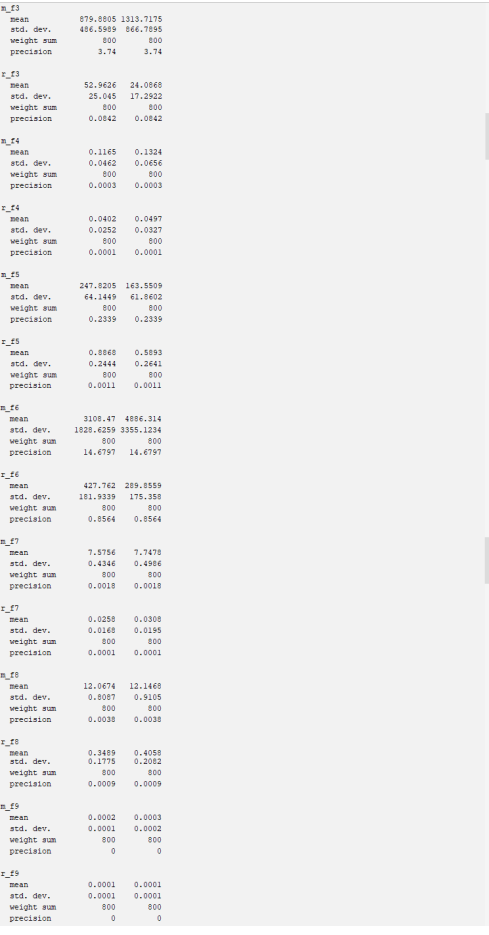 m_f3
mean 879.8805 1313.7175
std. dev. 486.5989 866.7895
weight sum 800 800
precision 3.74 3.74
r_f3
mean 52.9626 24.0868
std. dev. 25.045 17.2922
weight sum 800 800
precision 0.0842 0.0842
m_f4
mean 0.1165 0.1324
std. dev. 0.0462 0.0656
weight sum 800 800
precision 0.0003 0.0003
r_f4
mean 0.0402 0.0497
std. dev. 0.0252 0.0327
weight sum 800 800
precision 0.0001 0.0001
m_f5
mean 247.8205 163.5509
std. dev. 64.1449 61.8602
weight sum 800 800
precision 0.2339 0.2339
r_f5
mean 0.8868 0.5893
std. dev. 0.2444 0.2641
weight sum 800 800
precision 0.0011 0.0011
m_f6
mean 3108.47 4886.314
std. dev. 1828.6259 3355.1234
weight sum 800 800
precision 14.6797 14.6797
r_f6
mean 427.762 289.8559
std. dev. 181.9339 175.358
weight sum 800 800
precision 0.8564 0.8564
m_f7
mean 7.5756 7.7478
std. dev. 0.4346 0.4986
weight sum 800 800
precision 0.0018 0.0018
r_f7
mean 0.0258 0.0308
std. dev. 0.0168 0.0195
weight sum 800 800
precision 0.0001 0.0001
m_f8
mean 12.0674 12.1468
std. dev. 0.8087 0.9105
weight sum 800 800
precision 0.0038 0.0038
r_f8
mean 0.3489 0.4058
std. dev. 0.1775 0.2082
weight sum 800 800
precision 0.0009 0.0009
m_f9
mean 0.0002 0.0003
std. dev. 0.0001 0.0002
weight sum 800 800
precision 0 0
r_f9
mean 0.0001 0.0001
std. dev. 0.0001 0.0001
weight sum 800 800
precision 0 0